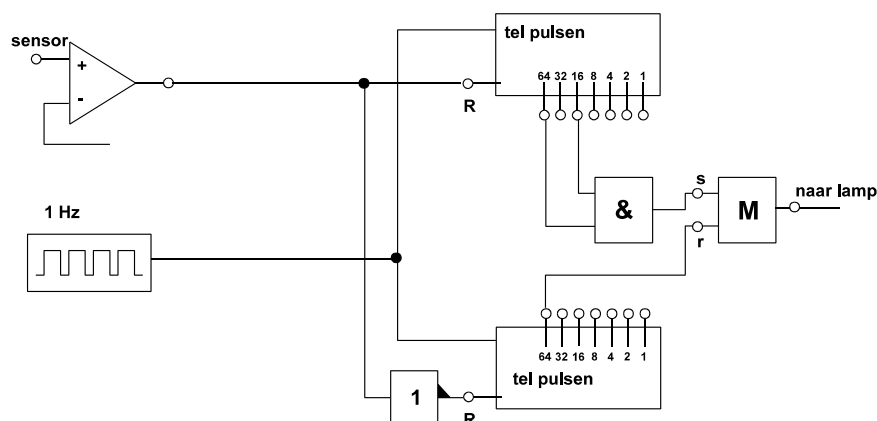 sensor
+
-
tel pulsen
64 32 16 8 4 2 1
R
s
naar lamp
&
M
r
1 Hz
64 32 16 8 4 2 1
tel pulsen
1
R